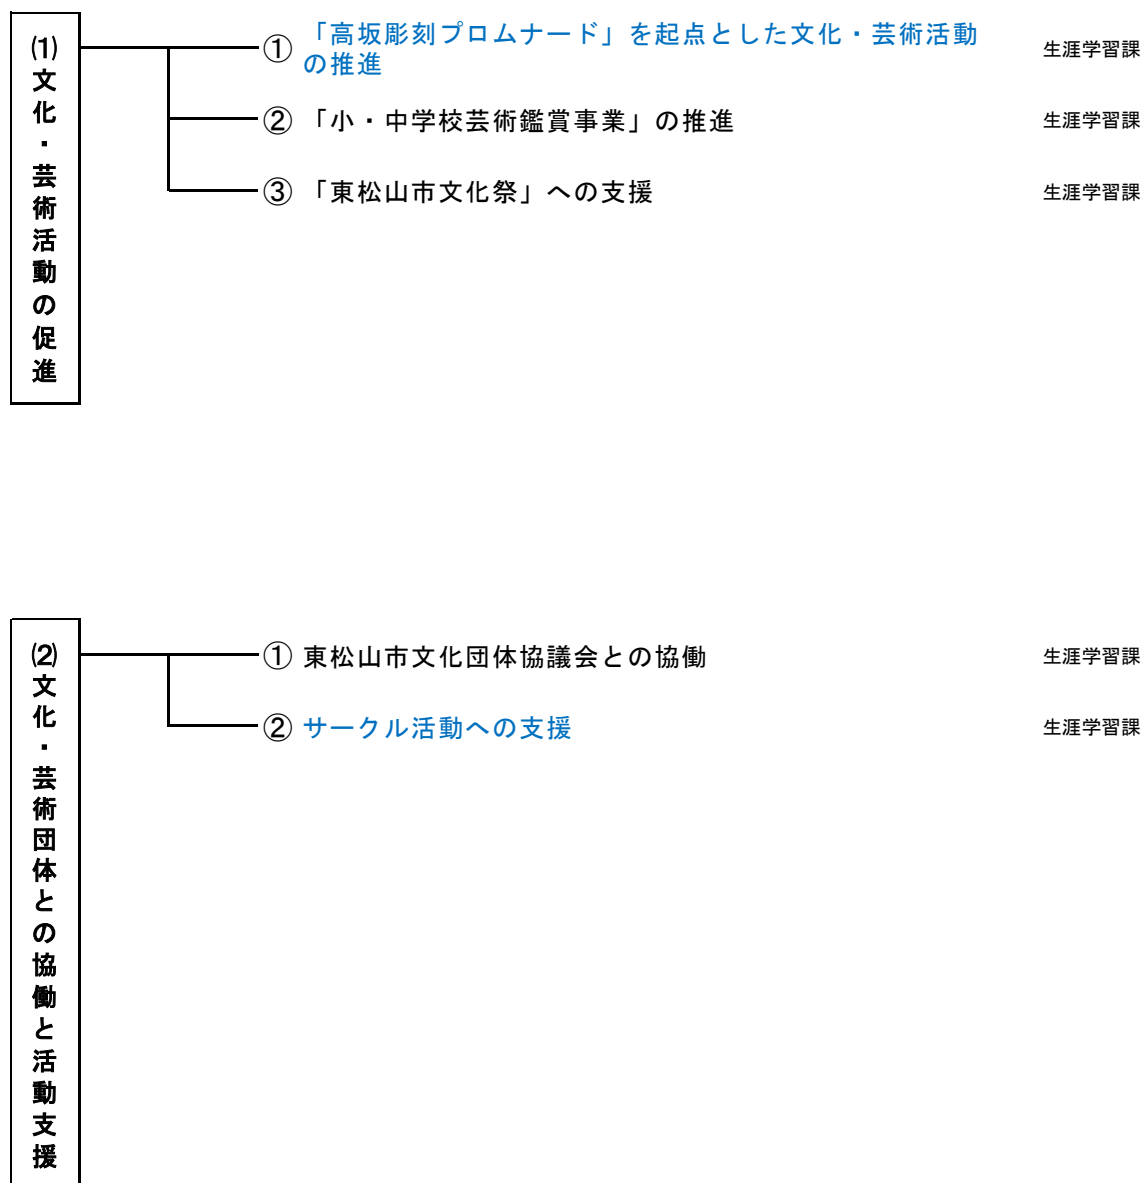 ⑴文化・芸術活動の促進
① 「高坂彫刻プロムナード」を起点とした文化・芸術活動
の推進
生涯学習課
② 「小・中学校芸術鑑賞事業」の推進
生涯学習課
③ 「東松山市文化祭」への支援
生涯学習課
⑵文化・芸術団体との協働と活動支援
① 東松山市文化団体協議会との協働
生涯学習課
② サークル活動への支援
生涯学習課